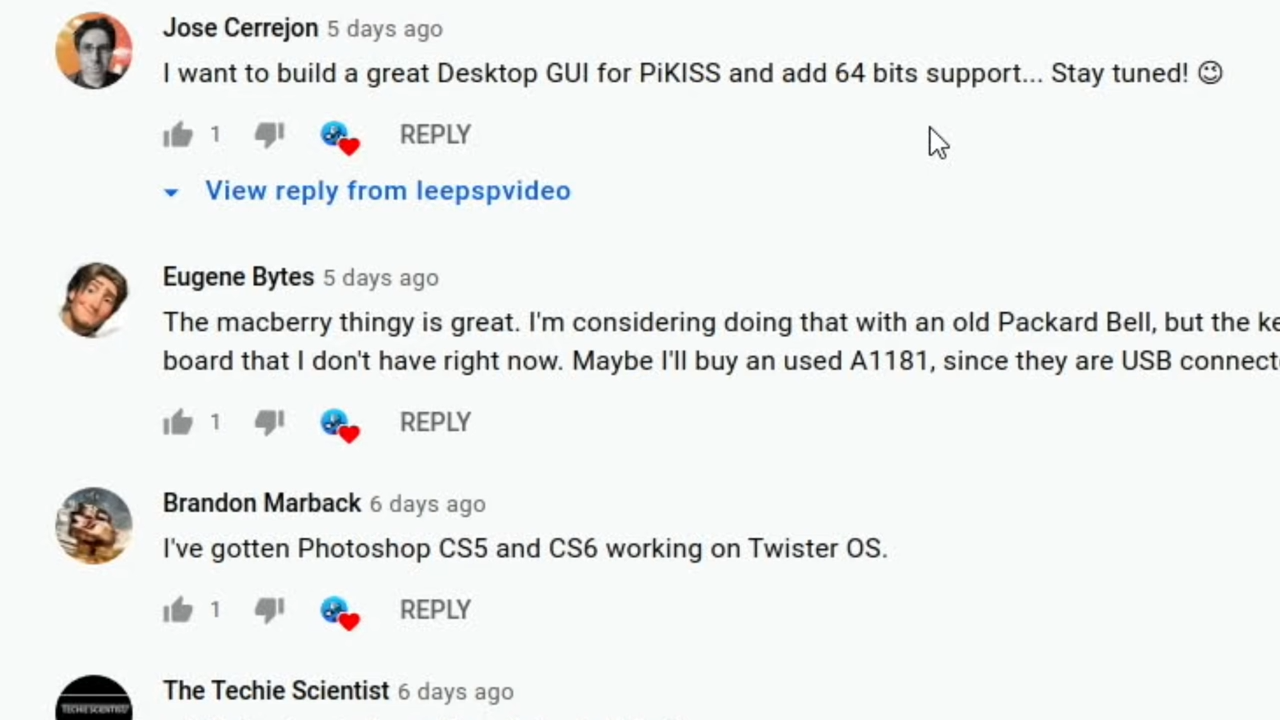 Jose Cerrejon 5 days ago
I want to build a great Desktop GUI for PiKISS and add 64 bits support... Stay tuned! 😉
1 REPLY
View reply from leepspvideo
Eugene Bytes 5 days ago
The macberry thingy is great. I'm considering doing that with an old Packard Bell, but the
board that I don't have right now. Maybe I'll buy an used A1181, since they are USB
1 REPLY
Brandon Marback 6 days ago
I've gotten Photoshop CS5 and CS6 working on Twister OS.
1 REPLY
The Techie Scientist 6 days ago
TECHIE SCIENTIST